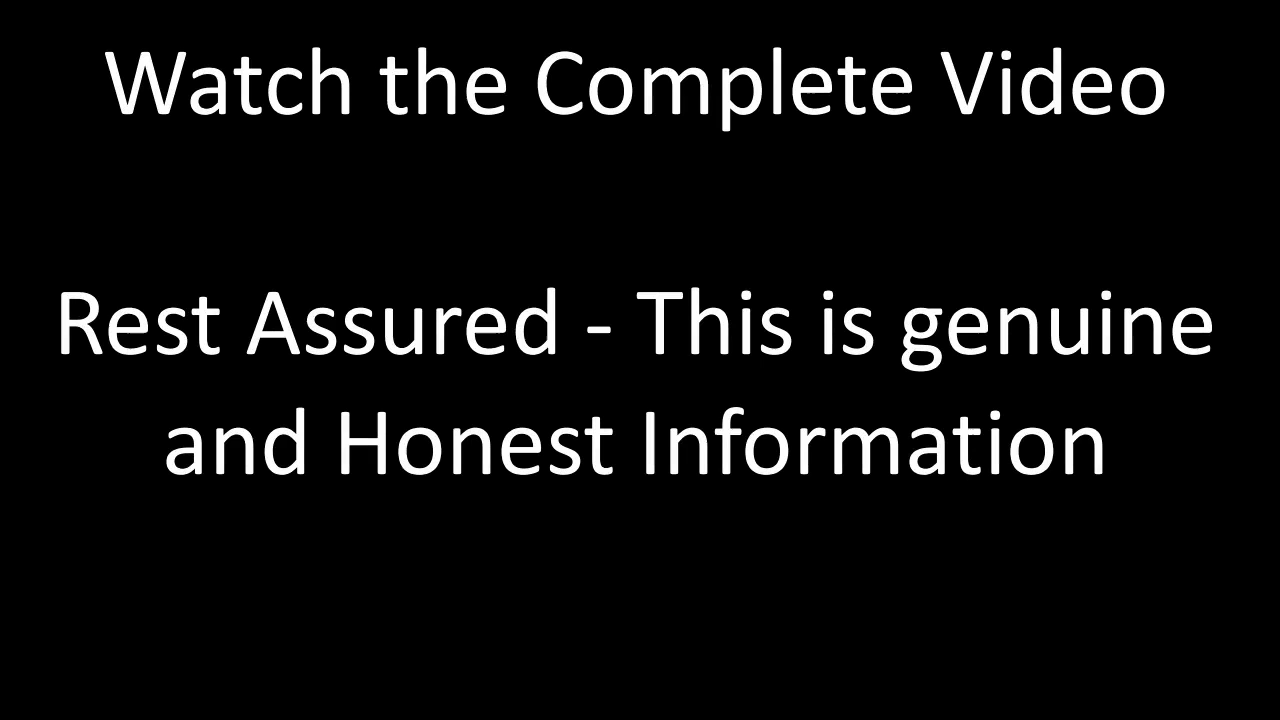 Watch the Complete Video
Rest Assured - This is genuine
and Honest Information